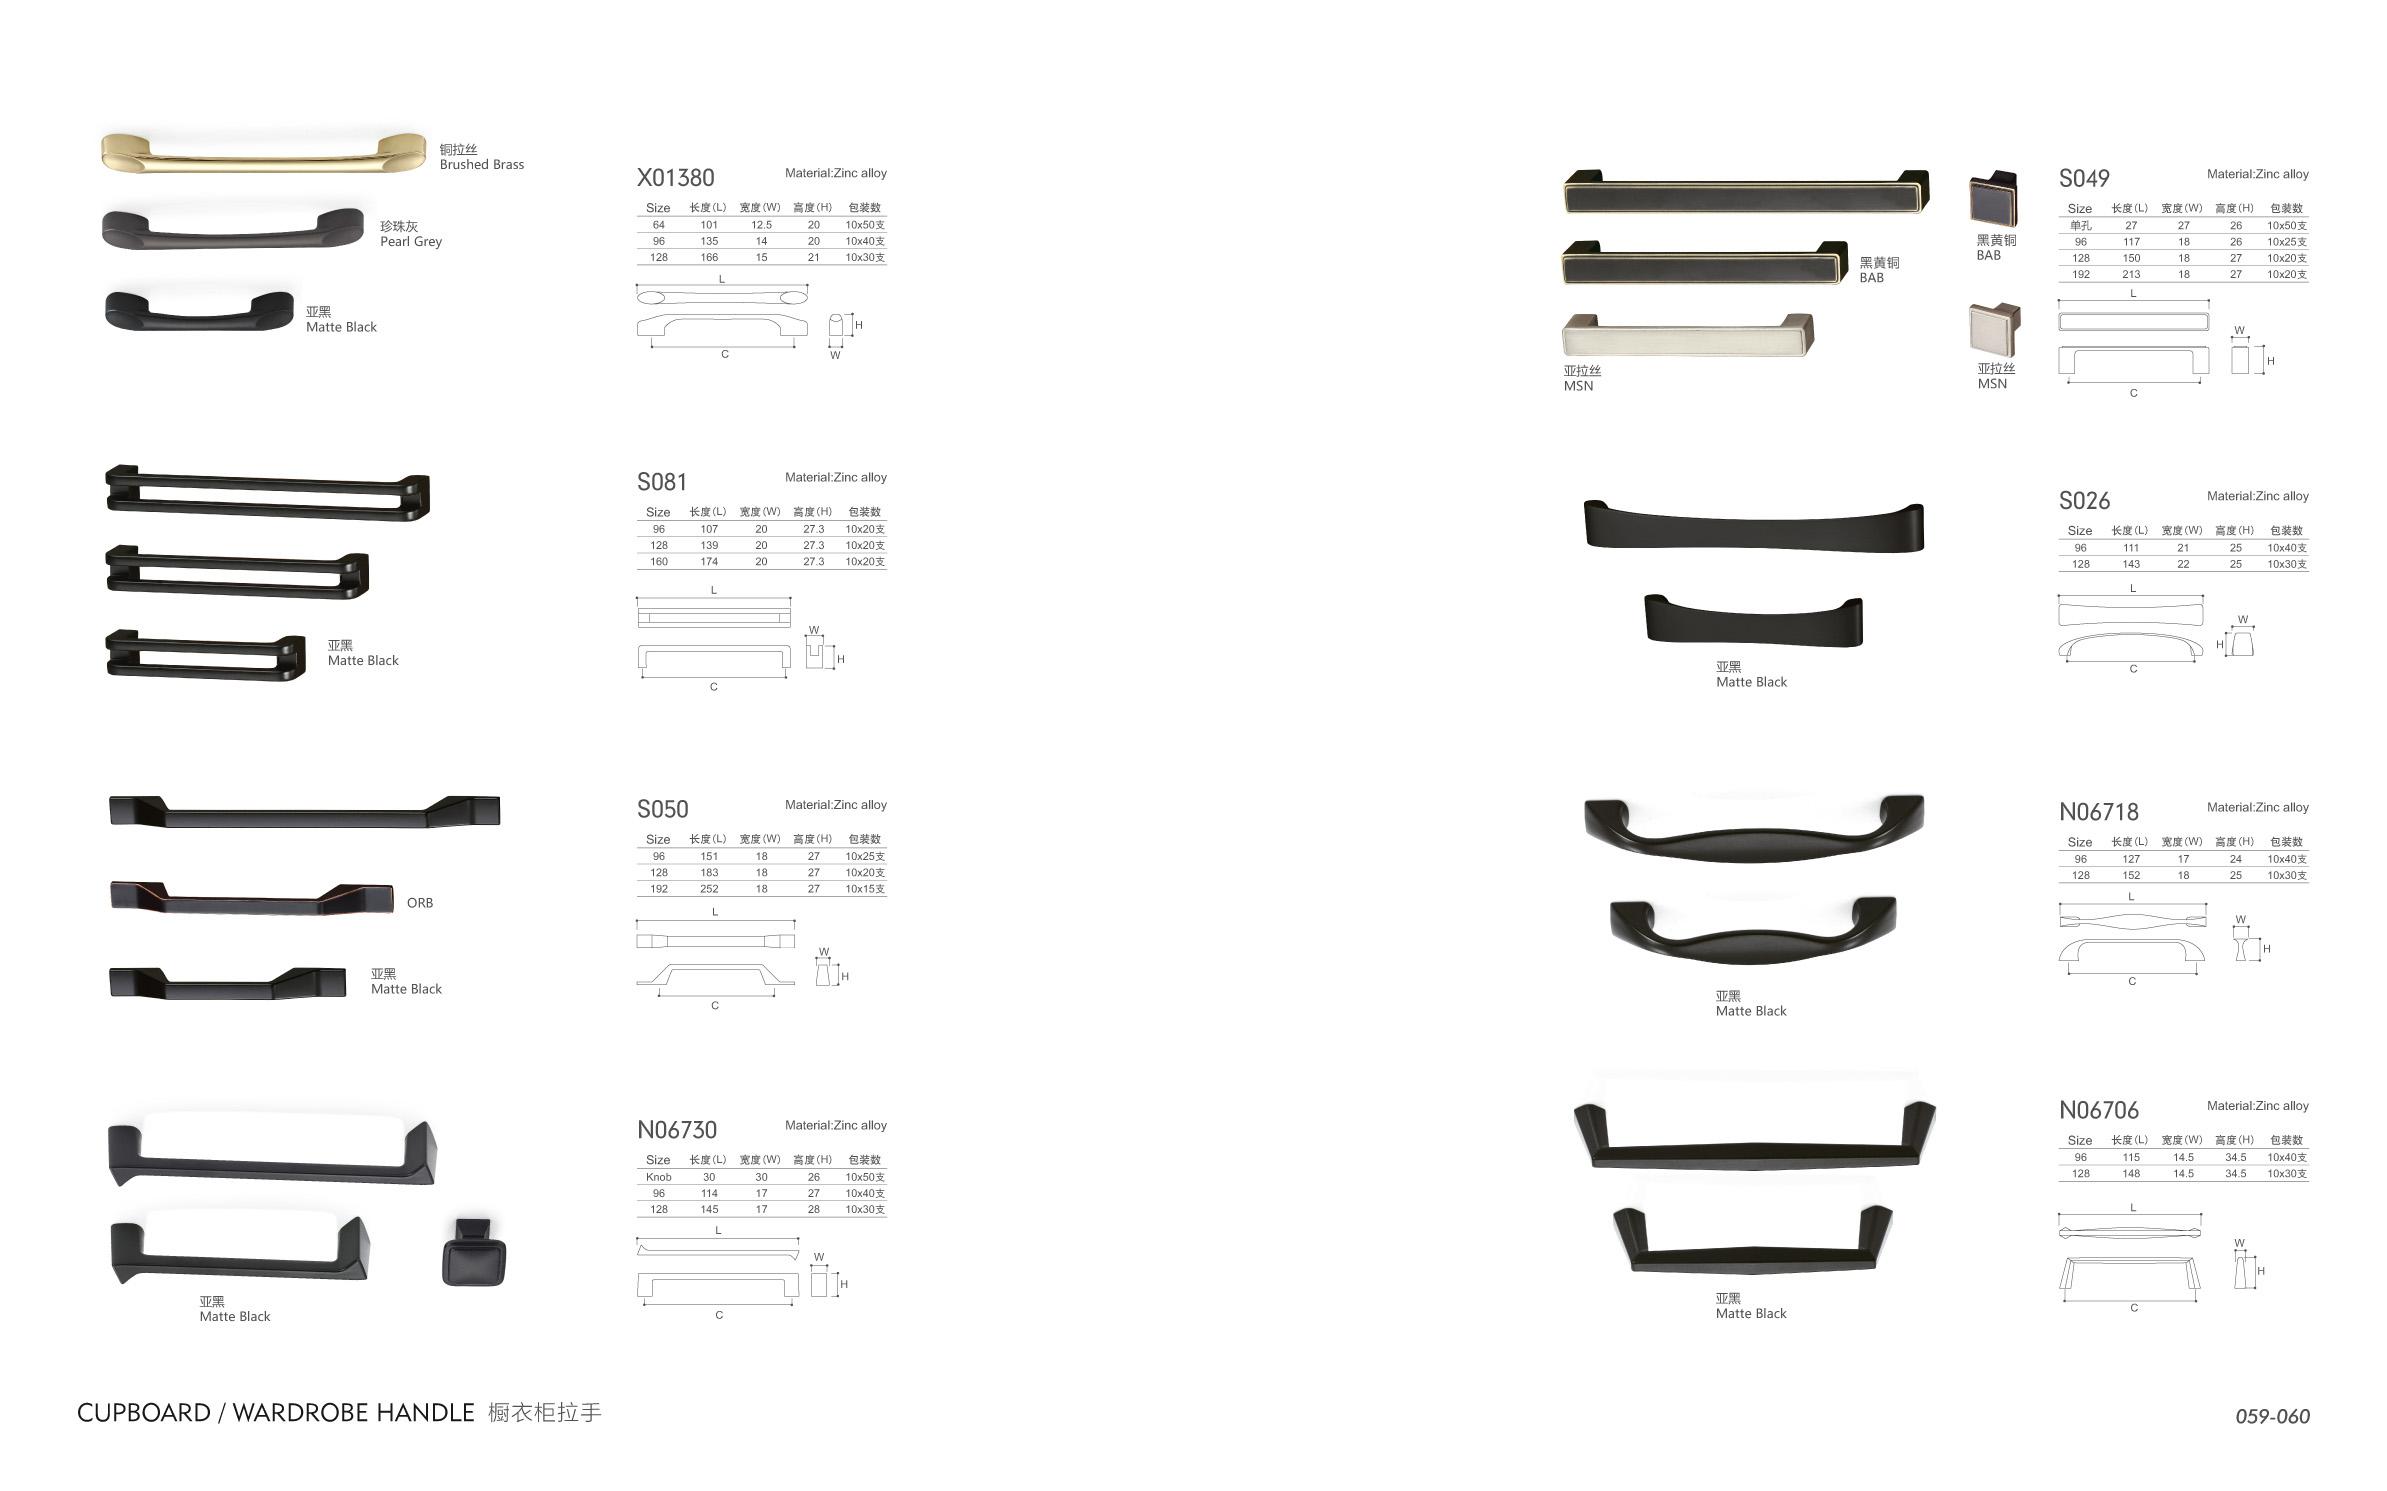 铜拉丝
Brushed Brass
珍珠灰
Pearl Grey
亚黑
Matte Black
X01380 Material:Zinc alloy
Size 长度(L) 宽度(W) 高度(H) 包装数
64 101 12.5 20 10x50支
96 135 14 20 10x40支
128 166 15 21 10x30支
L
H
C
W
亚黑
Matte Black
S081 Material:Zinc alloy
Size 长度(L) 宽度(W) 高度(H) 包装数
96 107 20 27.3 10x20支
128 139 20 27.3 10x20支
160 174 20 27.3 10x20支
L
W
H
C
ORB
亚黑
Matte Black
S050 Material:Zinc alloy
Size 长度(L) 宽度(W) 高度(H) 包装数
96 151 18 27 10x25支
128 183 18 27 10x20支
192 252 18 27 10x15支
L
W
H
C
亚黑
Matte Black
N06730 Material:Zinc alloy
Size 长度(L) 宽度(W) 高度(H) 包装数
Knob 30 30 26 10x50支
96 114 17 27 10x40支
128 145 17 28 10x30支
L
W
H
C
黑黄铜
BAB
亚拉丝
MSN
黑黄铜
BAB
亚拉丝
MSN
S049 Material:Zinc alloy
Size 长度(L) 宽度(W) 高度(H) 包装数
单孔 27 27 26 10x50支
96 117 18 26 10x25支
128 150 18 27 10x20支
192 213 18 27 10x20支
L
W
H
C
亚黑
Matte Black
S026 Material:Zinc alloy
Size 长度(L) 宽度(W) 高度(H) 包装数
96 111 21 25 10x40支
128 143 22 25 10x30支
L
W
H
C
亚黑
Matte Black
N06718 Material:Zinc alloy
Size 长度(L) 宽度(W) 高度(H) 包装数
96 127 17 24 10x40支
128 152 18 25 10x30支
L
W
H
C
亚黑
Matte Black
N06706 Material:Zinc alloy
Size 长度(L) 宽度(W) 高度(H) 包装数
96 115 14.5 34.5 10x40支
128 148 14.5 34.5 10x30支
L
W
H
C
CUPBOARD / WARDROBE HANDLE 橱衣柜拉手
059-060